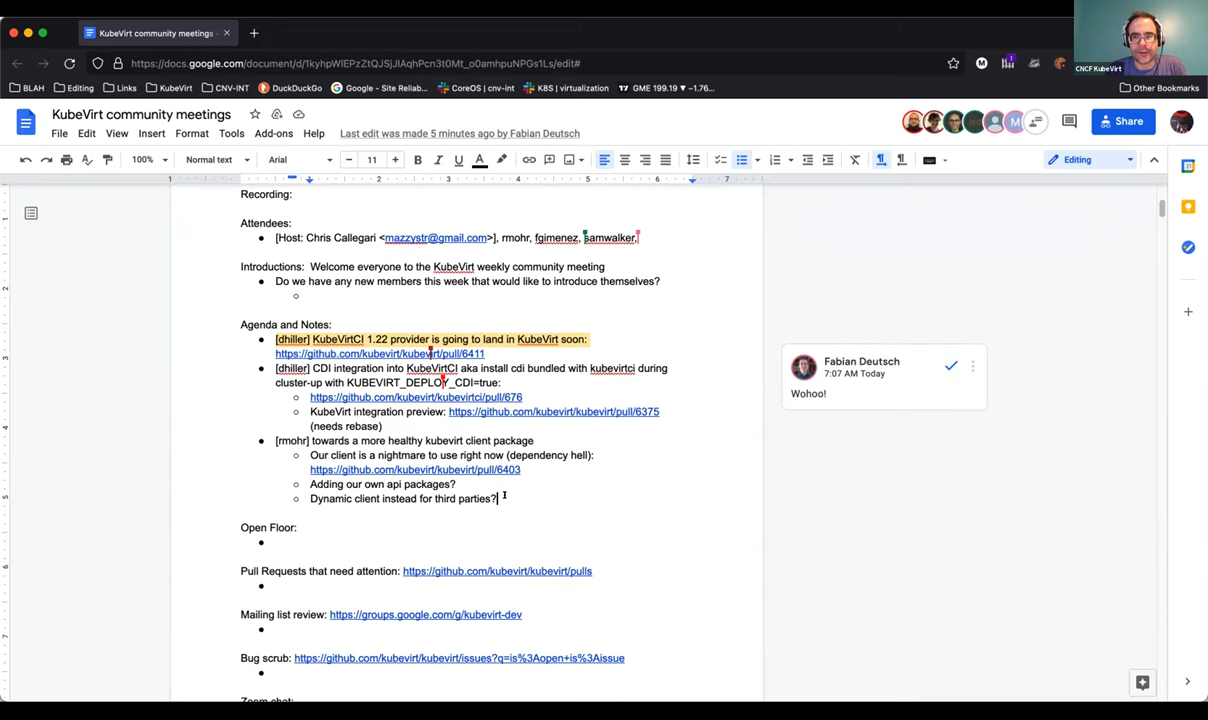 KubeVirt community meetings -
https://docs.google.com/document/d/1kyhpWlEPzZtQJSjJlAqhPcn3t0Mt_o0amhpuNPGs1Ls/edit#
CNCF KubeVirt
BLAH Editing Links KubeVirt CNV-INT DuckDuckGo Google - Site Reliab... CoreOS | cnv-int K8S | virtualization GME 199.19 ▼ −1.76... Other Bookmarks
KubeVirt community meetings
File Edit View Insert Format Tools Add-ons Help Last edit was made 5 minutes ago by Fabian Deutsch
Share
100% Normal text Arial 11 Editing
1 2 3 4 5 6 7
Recording:
Attendees:
[Host: Chris Callegari <mazzystr@gmail.com>], rmohr, fgimenez, samwalker,
Introductions: Welcome everyone to the KubeVirt weekly community meeting
Do we have any new members this week that would like to introduce themselves?
Agenda and Notes:
[dhiller] KubeVirtCI 1.22 provider is going to land in KubeVirt soon:
https://github.com/kubevirt/kubevirt/pull/6411
[dhiller] CDI integration into KubeVirtCI aka install cdi bundled with kubevirtci during
cluster-up with KUBEVIRT_DEPLOY_CDI=true:
https://github.com/kubevirt/kubevirtci/pull/676
KubeVirt integration preview: https://github.com/kubevirt/kubevirt/pull/6375
(needs rebase)
[rmohr] towards a more healthy kubevirt client package
Our client is a nightmare to use right now (dependency hell):
https://github.com/kubevirt/kubevirt/pull/6403
Adding our own api packages?
Dynamic client instead for third parties?
Open Floor:
Pull Requests that need attention: https://github.com/kubevirt/kubevirt/pulls
Mailing list review: https://groups.google.com/g/kubevirt-dev
Bug scrub: https://github.com/kubevirt/kubevirt/issues?q=is%3Aopen+is%3Aissue
Zoom chat:
Fabian Deutsch
7:07 AM Today
Wohoo!